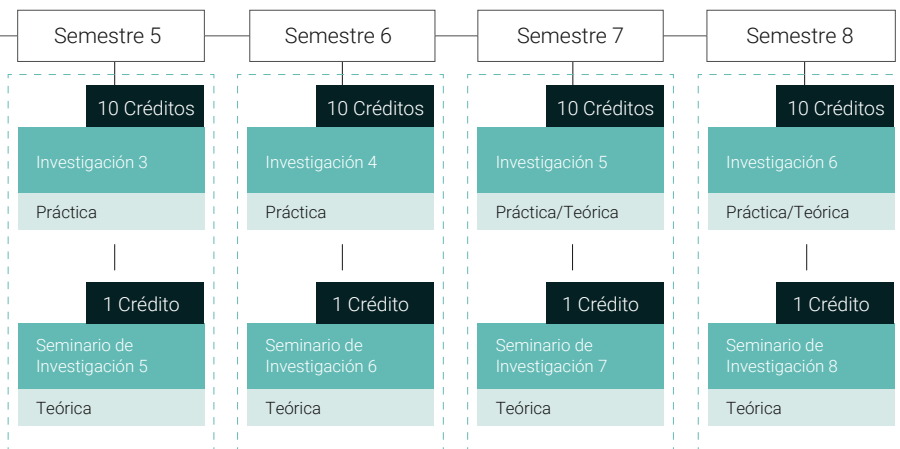 Semestre 5
Semestre 6
Semestre 7
Semestre 8
10 Créditos
10 Créditos
10 Créditos
10 Créditos
Investigación 3
Investigación 4
Investigación 5
Investigación 6
Práctica
Práctica
Práctica/Teórica
Práctica/Teórica
1 Crédito
1 Crédito
1 Crédito
1 Crédito
Seminario de
Investigación 5
Seminario de
Investigación 6
Seminario de
Investigación 7
Seminario de
Investigación 8
Teórica
Teórica
Teórica
Teórica